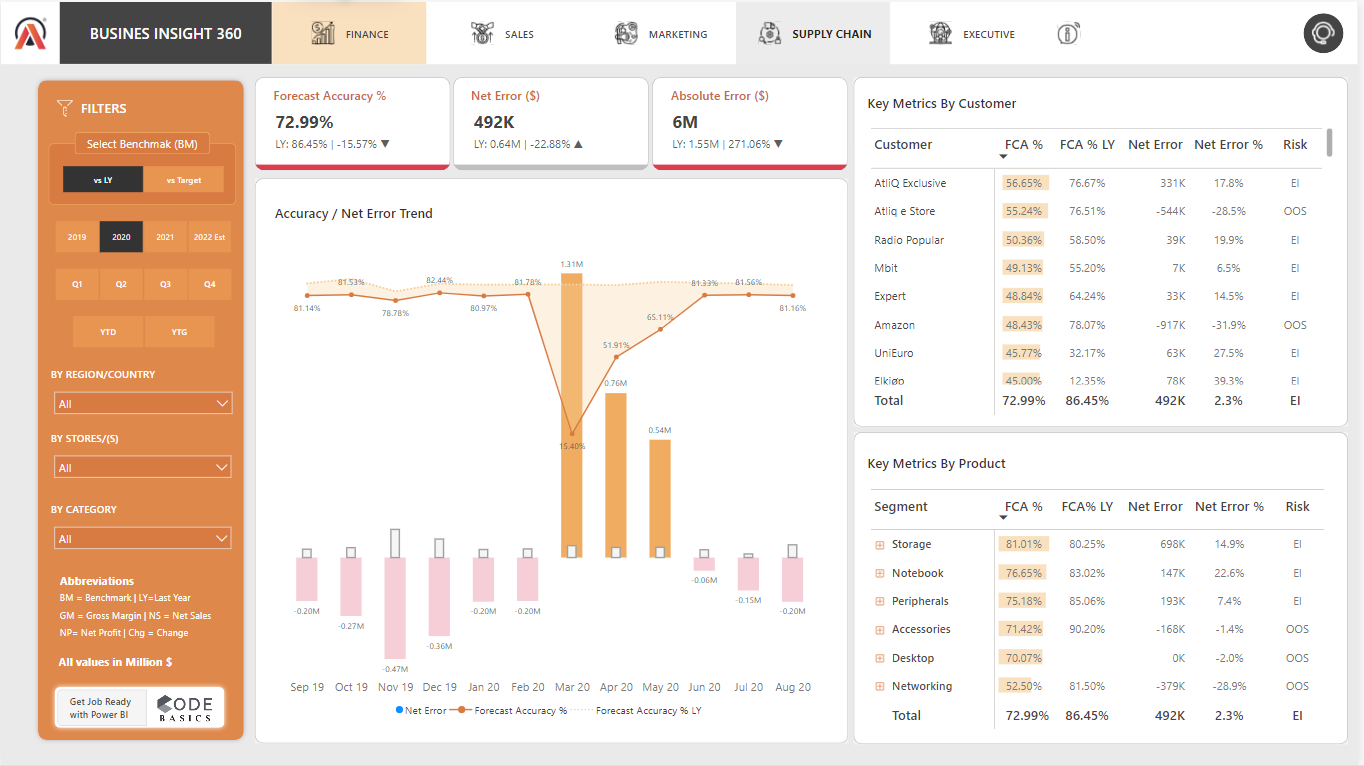 BUSINES INSIGHT 360
FINANCE
SALES
MARKETING
SUPPLY CHAIN
EXECUTIVE
FILTERS
Select Benchmak (BM)
vs LY
vs Target
2019
2020
2021
2022 Est
Q1
Q2
Q3
Q4
YTD
YTG
BY REGION/COUNTRY
All
BY STORES/(S)
All
BY CATEGORY
All
Abbreviations
BM = Benchmark | LY=Last Year
GM = Gross Margin | NS = Net Sales
NP= Net Profit | Chg = Change
All values in Million $
Get Job Ready
with Power BI
CODE
BASICS
Forecast Accuracy %
72.99%
LY: 86.45% | -15.57% ▼
Net Error ($)
492K
LY: 0.64M | -22.88% ▲
Absolute Error ($)
6M
LY: 1.55M | 271.06% ▼
Accuracy / Net Error Trend
1.31M
81.14%
81.53%
78.78%
82.44%
80.97%
81.78%
15.40%
51.91%
65.11%
81.33%
81.56%
81.16%
0.76M
0.54M
-0.20M
-0.27M
-0.47M
-0.36M
-0.20M
-0.20M
-0.06M
-0.15M
-0.20M
Sep 19 Oct 19 Nov 19 Dec 19 Jan 20 Feb 20 Mar 20 Apr 20 May 20 Jun 20 Jul 20 Aug 20
Net Error Forecast Accuracy % Forecast Accuracy % LY
Key Metrics By Customer
Customer FCA % FCA % LY Net Error Net Error % Risk
AtliQ Exclusive 56.65% 76.67% 331K 17.8% EI
Atliq e Store 55.24% 76.51% -544K -28.5% OOS
Radio Popular 50.36% 58.50% 39K 19.9% EI
Mbit 49.13% 55.20% 7K 6.5% EI
Expert 48.84% 64.24% 33K 14.5% EI
Amazon 48.43% 78.07% -917K -31.9% OOS
UniEuro 45.77% 32.17% 63K 27.5% EI
Elkjøp 45.00% 12.35% 78K 39.3% EI
Total 72.99% 86.45% 492K 2.3% EI
Key Metrics By Product
Segment FCA % FCA% LY Net Error Net Error % Risk
Storage 81.01% 80.25% 698K 14.9% EI
Notebook 76.65% 83.02% 147K 22.6% EI
Peripherals 75.18% 85.06% 193K 7.4% EI
Accessories 71.42% 90.20% -168K -1.4% OOS
Desktop 70.07% 0K -2.0% OOS
Networking 52.50% 81.50% -379K -28.9% OOS
Total 72.99% 86.45% 492K 2.3% EI